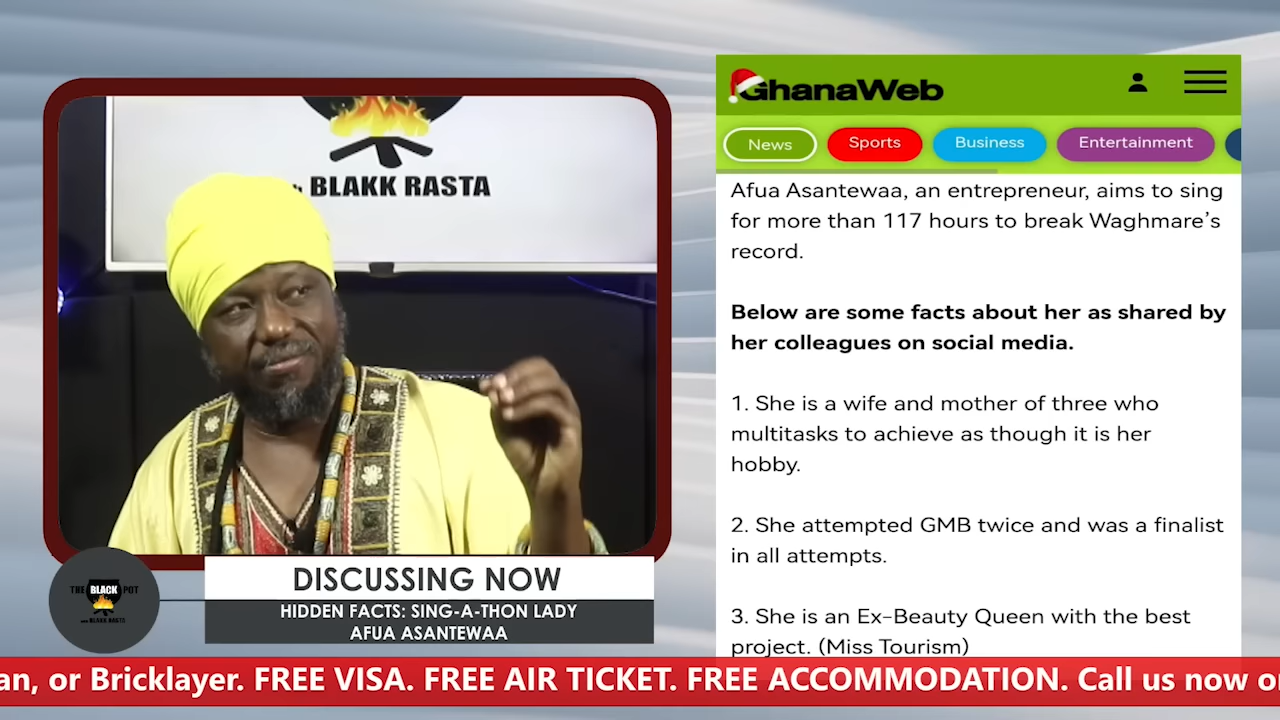 BLAKK RASTA
THE BLACK POT
BLAKK RASTA
DISCUSSING NOW
HIDDEN FACTS: SING-A-THON LADY
AFUA ASANTEWAA
GhanaWeb
News
Sports
Business
Entertainment
Afua Asantewaa, an entrepreneur, aims to sing
for more than 117 hours to break Waghmare's
record.
Below are some facts about her as shared by
her colleagues on social media.
1. She is a wife and mother of three who
multitasks to achieve as though it is her
hobby.
2. She attempted GMB twice and was a finalist
in all attempts.
3. She is an Ex-Beauty Queen with the best
project. (Miss Tourism)
an, or Bricklayer. FREE VISA. FREE AIR TICKET. FREE ACCOMMODATION. Call us now o